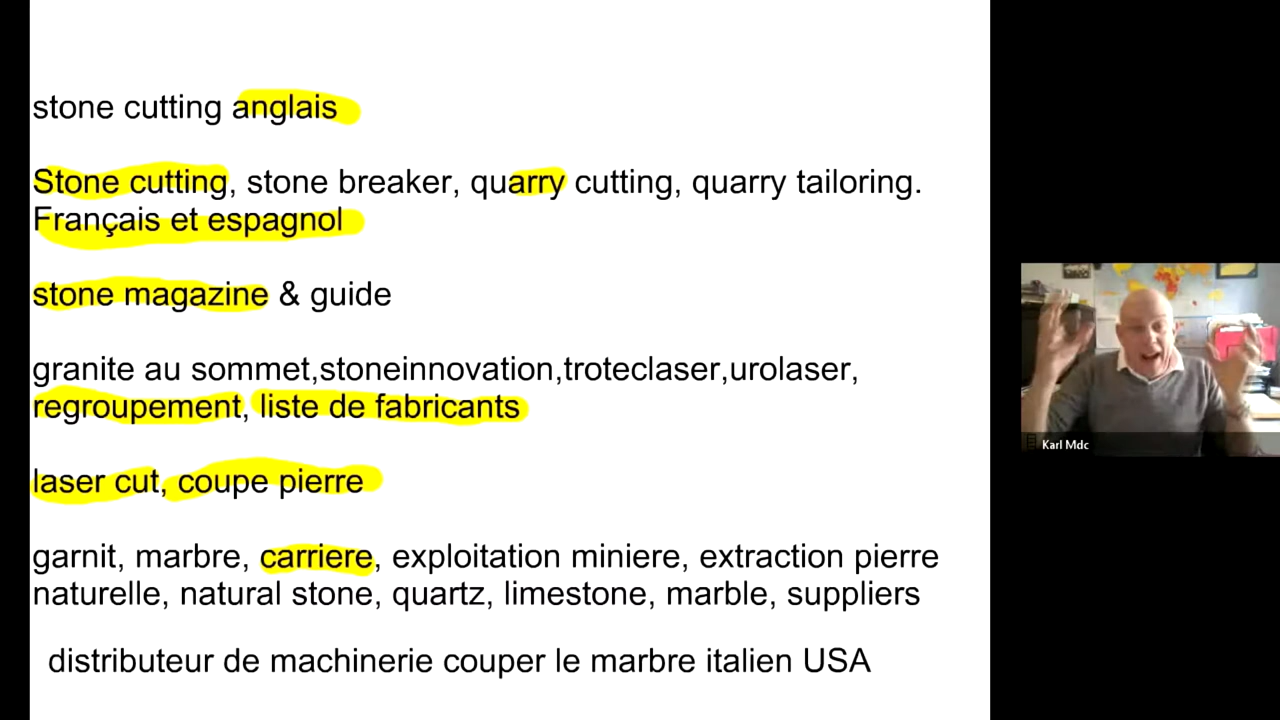 stone cutting anglais
Stone cutting, stone breaker, quarry cutting, quarry tailoring.
Français et espagnol
stone magazine & guide
granite au sommet,stoneinnovation,troteclaser,urolaser,
regroupement, liste de fabricants
laser cut, coupe pierre
garnit, marbre, carriere, exploitation miniere, extraction pierre
naturelle, natural stone, quartz, limestone, marble, suppliers
distributeur de machinerie couper le marbre italien USA
Karl Mdc